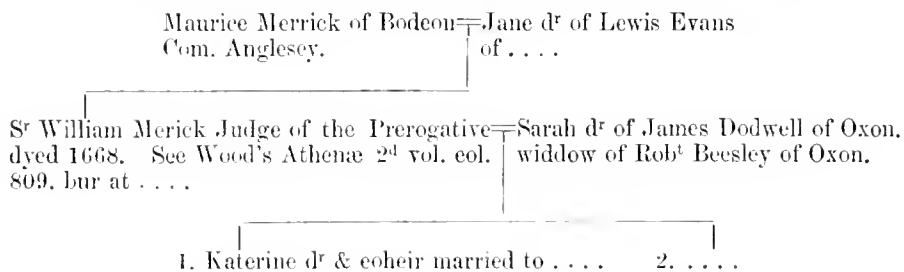 Maurice Merrick of Bodeon=Jane dʳ of Lewis Evans
Com. Anglesey. of . . . .
Sʳ William Merick Judge of the Prerogative=Sarah dʳ of James Dodwell of Oxon.
dyed 1668. See Wood's Athenæ 2ᵈ vol. col. widdow of Robᵗ Beesley of Oxon.
809. bur at . . . .
1. Katerine dʳ & coheir married to . . . . 2. . . . .